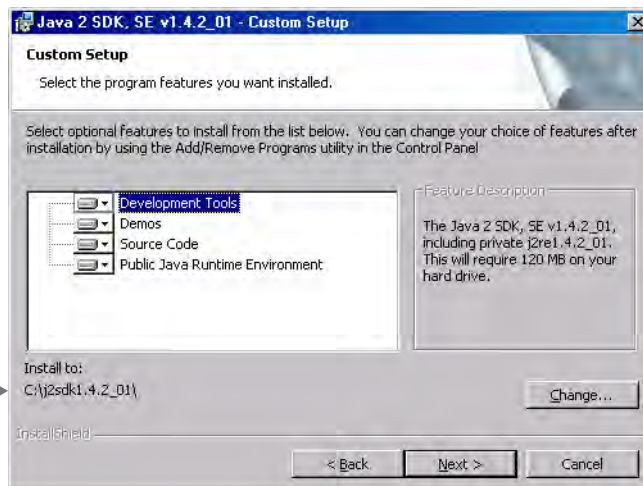 Java 2 SDK, SE v1.4.2_01 - Custom Setup
Custom Setup
Select the program features you want installed.
Select optional features to install from the list below. You can change your choice of features after
installation by using the Add/Remove Programs utility in the Control Panel
Development Tools
Demos
Source Code
Public Java Runtime Environment
Feature Description
The Java 2 SDK, SE v1.4.2_01,
including private j2re1.4.2_01.
This will require 120 MB on your
hard drive.
Install to:
C:\j2sdk1.4.2_01\
Change...
InstallShield
< Back
Next >
Cancel